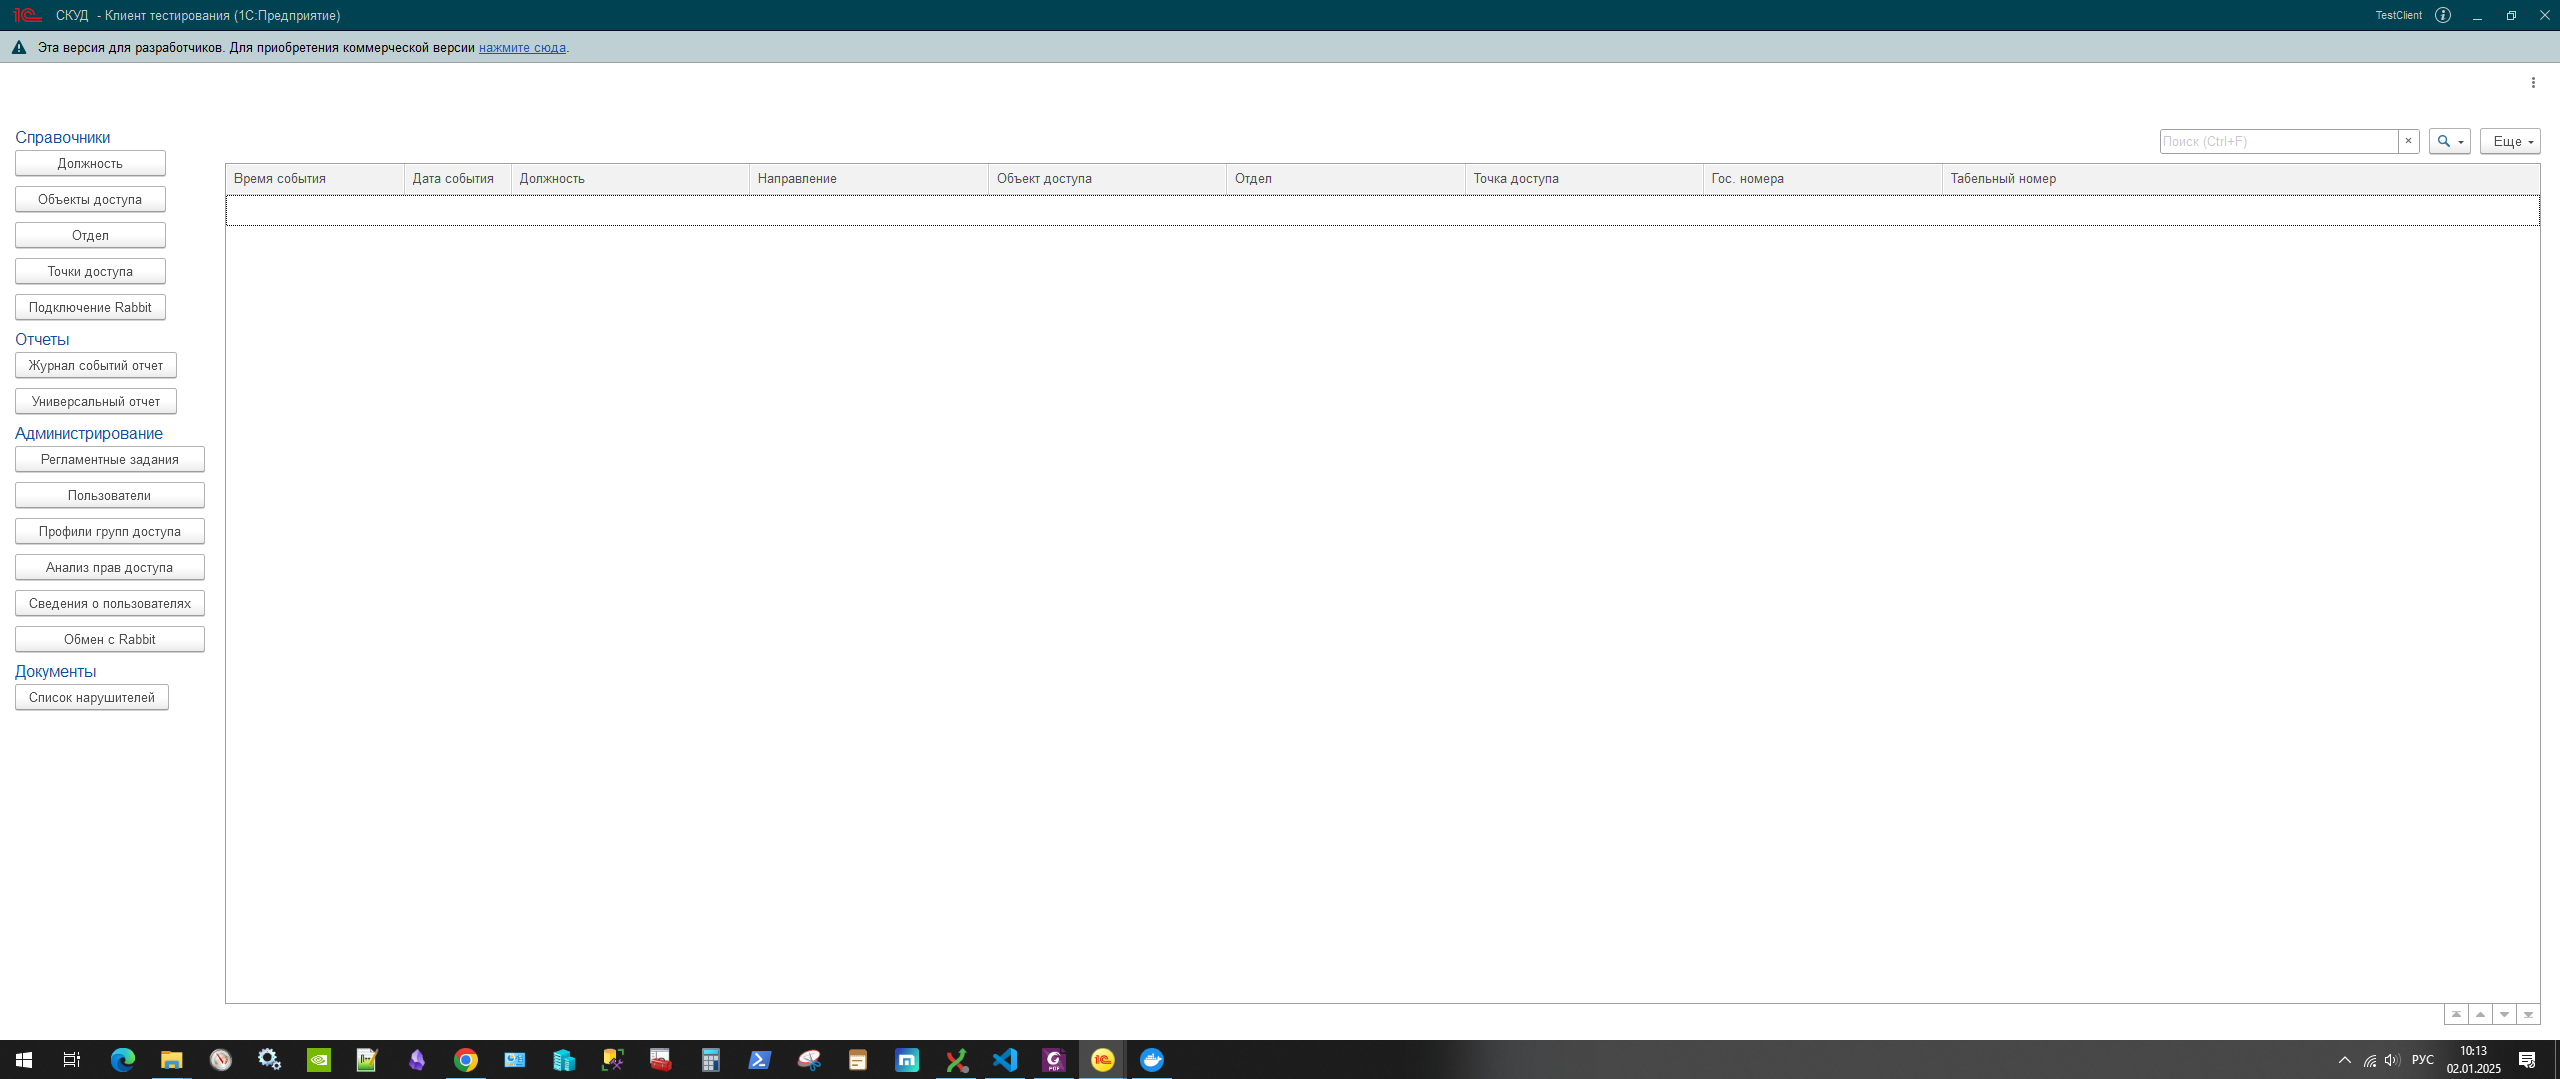 1С СКУД - Клиент тестирования (1С:Предприятие) TestClient
Эта версия для разработчиков. Для приобретения коммерческой версии нажмите сюда.
Справочники
Должность
Объекты доступа
Отдел
Точки доступа
Подключение Rabbit
Отчеты
Журнал событий отчет
Универсальный отчет
Администрирование
Регламентные задания
Пользователи
Профили групп доступа
Анализ прав доступа
Сведения о пользователях
Обмен с Rabbit
Документы
Список нарушителей
Поиск (Ctrl+F) × Еще
Время события Дата события Должность Направление Объект доступа Отдел Точка доступа Гос. номера Табельный номер
РУС
10:13
02.01.2025